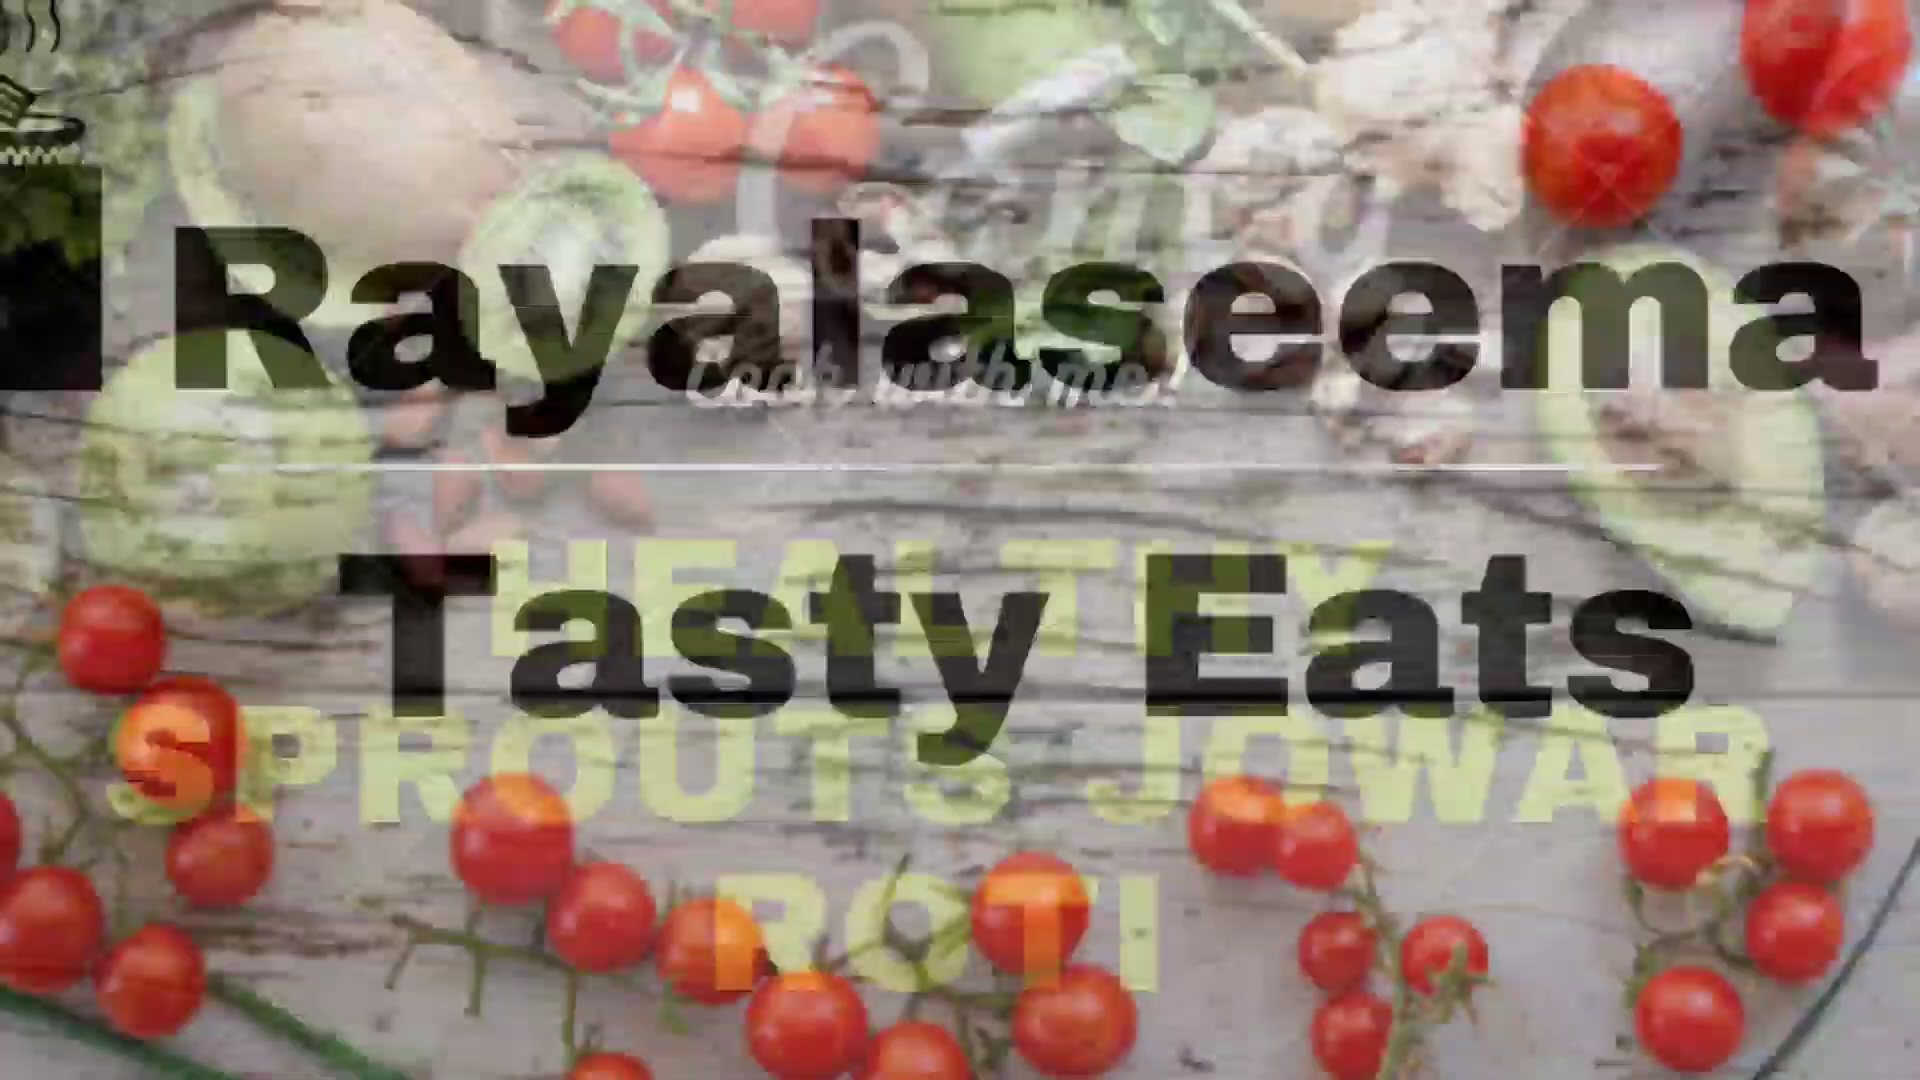 Rayalaseema
Cook with me!
Tasty Eats
HEALTHY
SPROUTS JOWAR
ROTI